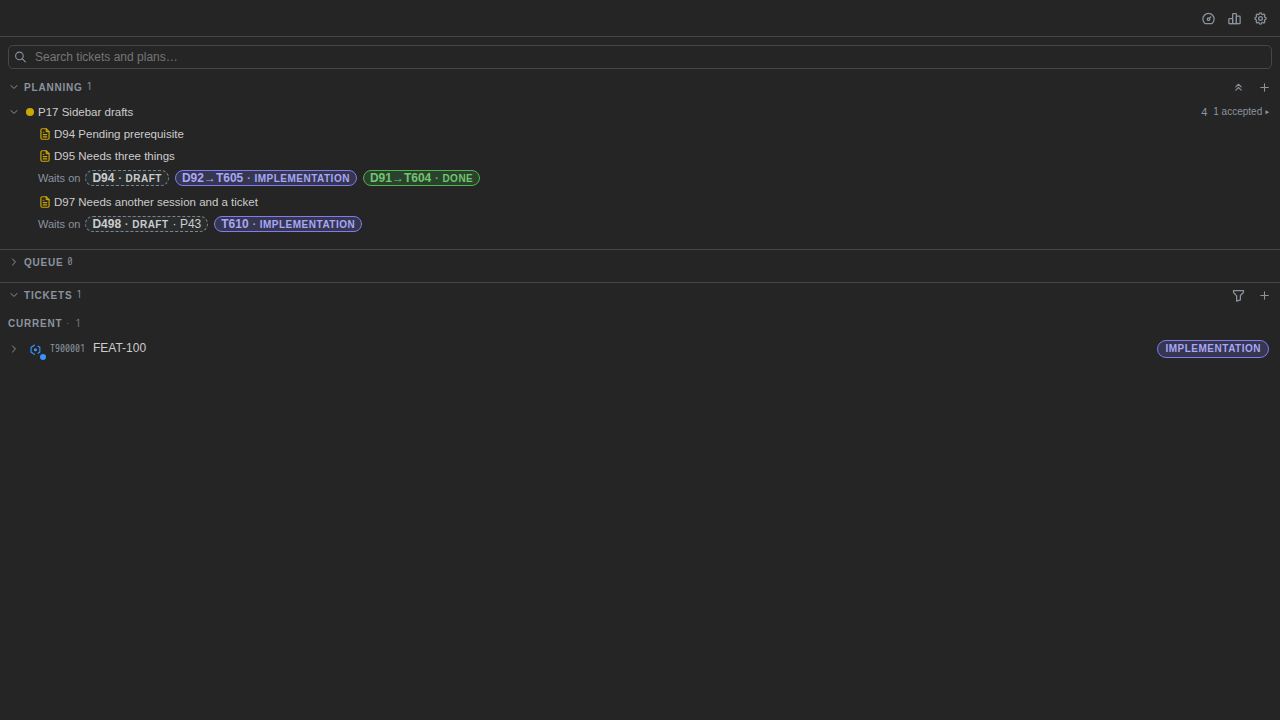 Search tickets and plans…
PLANNING 1
P17 Sidebar drafts 4 1 accepted ▸
D94 Pending prerequisite
D95 Needs three things
Waits on D94 · DRAFT D92→T605 · IMPLEMENTATION D91→T604 · DONE
D97 Needs another session and a ticket
Waits on D498 · DRAFT · P43 T610 · IMPLEMENTATION
QUEUE 0
TICKETS 1
CURRENT · 1
T900001 FEAT-100 IMPLEMENTATION